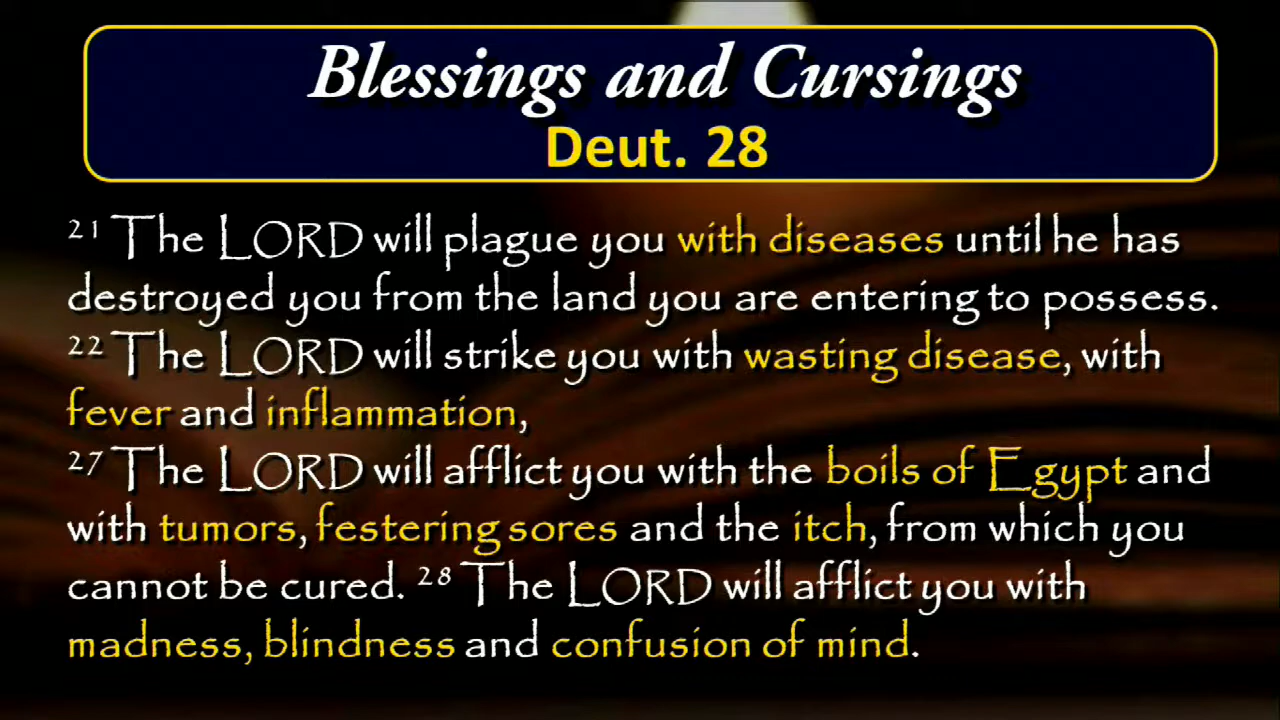 Blessings and Cursings
Deut. 28
²¹ The LORD will plague you with diseases until he has
destroyed you from the land you are entering to possess.
²² The LORD will strike you with wasting disease, with
fever and inflammation,
²⁷ The LORD will afflict you with the boils of Egypt and
with tumors, festering sores and the itch, from which you
cannot be cured. ²⁸ The LORD will afflict you with
madness, blindness and confusion of mind.